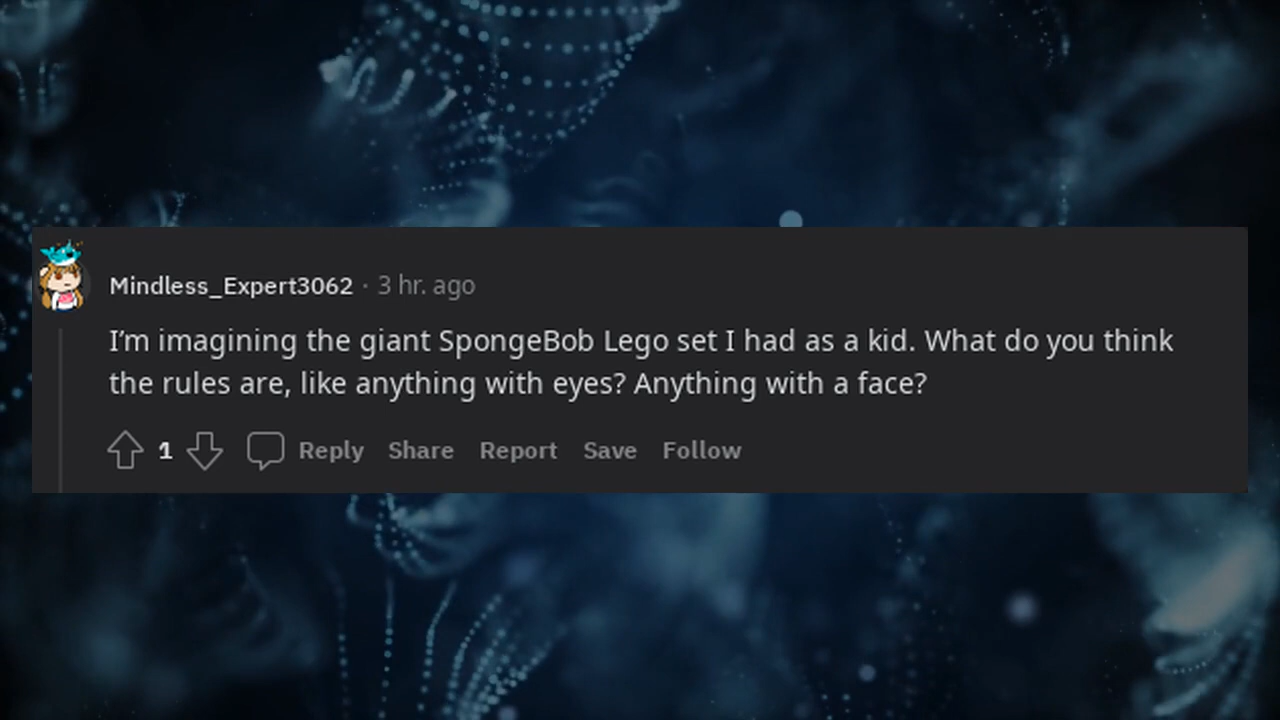 Mindless_Expert3062 · 3 hr. ago
I’m imagining the giant SpongeBob Lego set I had as a kid. What do you think
the rules are, like anything with eyes? Anything with a face?
1 Reply Share Report Save Follow